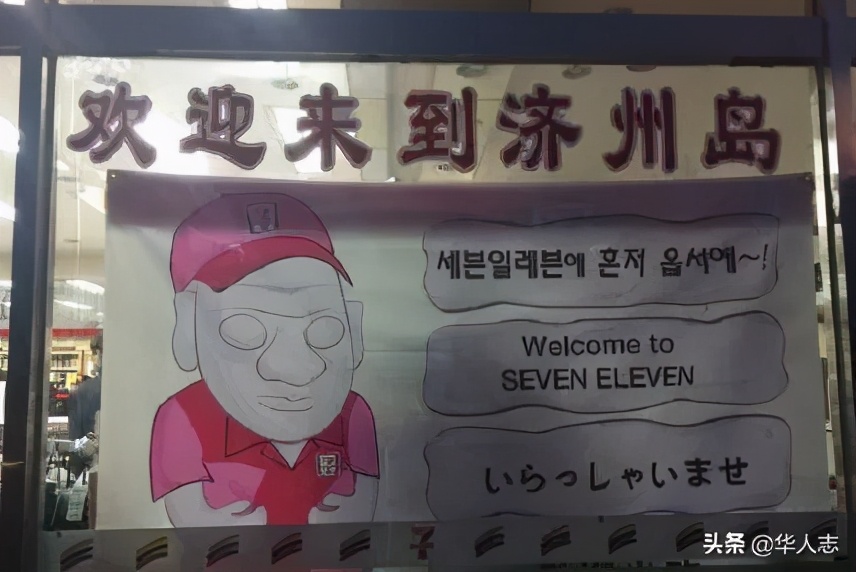 欢迎来到济州岛
세븐일레븐에 혼저 옵서예~!
Welcome to
SEVEN ELEVEN
いらっしゃいませ
7
头条 @华人志